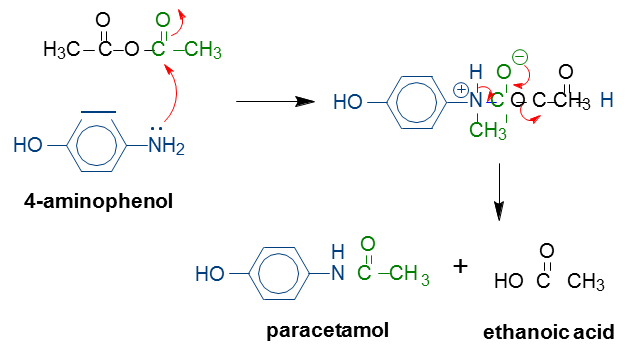 O O
H3C C O C CH3
HO NH2
4-aminophenol
H O O
HO N C O C CH3 H
CH3
H O
HO N C CH3
paracetamol
+
O
HO C CH3
ethanoic acid